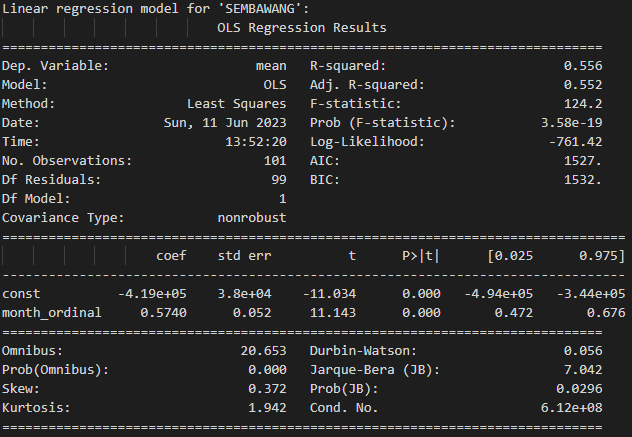 Linear regression model for 'SEMBAWANG':
OLS Regression Results
==============================================================================
Dep. Variable: mean R-squared: 0.556
Model: OLS Adj. R-squared: 0.552
Method: Least Squares F-statistic: 124.2
Date: Sun, 11 Jun 2023 Prob (F-statistic): 3.58e-19
Time: 13:52:20 Log-Likelihood: -761.42
No. Observations: 101 AIC: 1527.
Df Residuals: 99 BIC: 1532.
Df Model: 1
Covariance Type: nonrobust
=================================================================================
coef std err t P>|t| [0.025 0.975]
---------------------------------------------------------------------------------
const -4.19e+05 3.8e+04 -11.034 0.000 -4.94e+05 -3.44e+05
month_ordinal 0.5740 0.052 11.143 0.000 0.472 0.676
==============================================================================
Omnibus: 20.653 Durbin-Watson: 0.056
Prob(Omnibus): 0.000 Jarque-Bera (JB): 7.042
Skew: 0.372 Prob(JB): 0.0296
Kurtosis: 1.942 Cond. No. 6.12e+08
==============================================================================